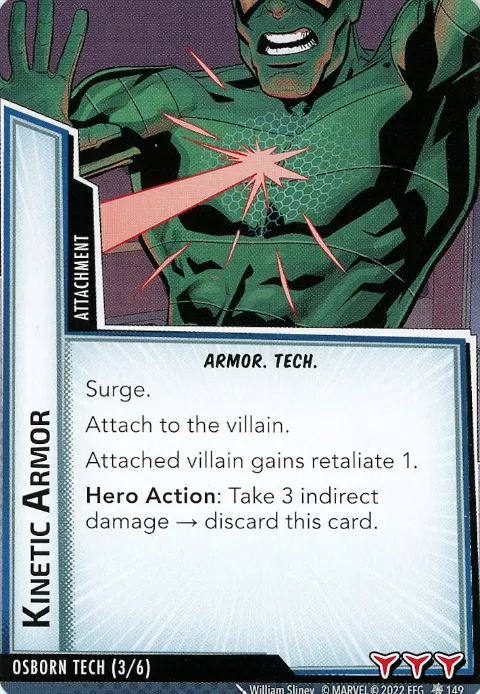 ATTACHMENT
KINETIC ARMOR
ARMOR. TECH.
Surge.
Attach to the villain.
Attached villain gains retaliate 1.
Hero Action: Take 3 indirect
damage → discard this card.
OSBORN TECH (3/6)
William Sliney © MARVEL © 2022 FFG 149